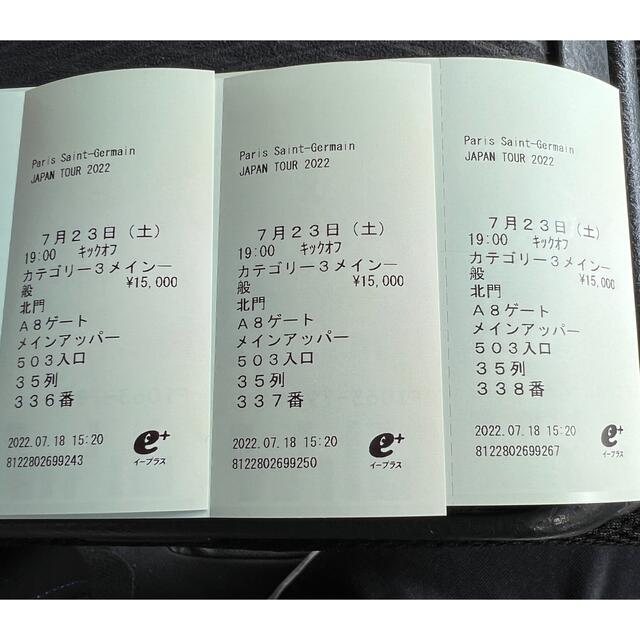 Paris Saint-Germain
JAPAN TOUR 2022
7月23日（土）
19:00 キックオフ
カテゴリー3メイン一
般 ¥15,000
北門
A8ゲート
メインアッパー
503入口
35列
336番
2022.07.18 15:20
8122802699243
e+
イープラス
Paris Saint-Germain
JAPAN TOUR 2022
7月23日（土）
19:00 キックオフ
カテゴリー3メイン一
般 ¥15,000
北門
A8ゲート
メインアッパー
503入口
35列
337番
2022.07.18 15:20
8122802699250
e+
イープラス
Paris Saint-Germain
JAPAN TOUR 2022
7月23日（土）
19:00 キックオフ
カテゴリー3メイン一
般 ¥15,000
北門
A8ゲート
メインアッパー
503入口
35列
338番
2022.07.18 15:20
8122802699267
e+
イープラス